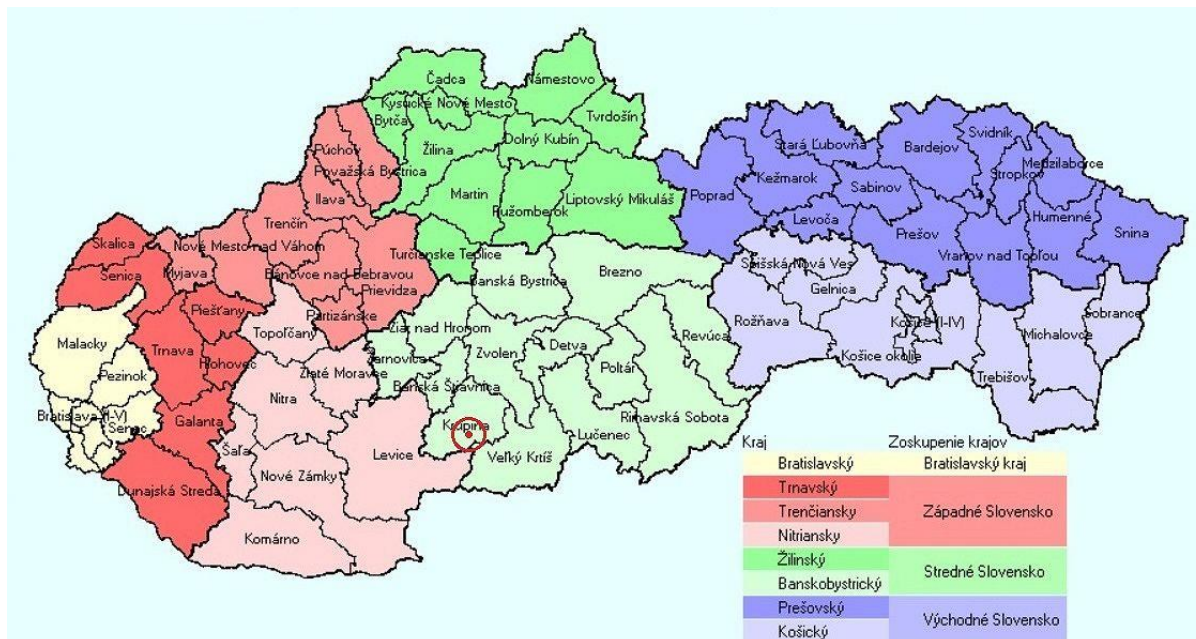 Čadca
Námestovo
Kysucké Nové Mesto
Bytča
Tvrdošín
Dolný Kubín
Žilina
Púchov
Považská Bystrica
Ilava
Martin
Ružomberok
Liptovský Mikuláš
Trenčín
Turčianske Teplice
Skalica
Nové Mesto nad Váhom
Myjava
Senica
Bánovce nad Bebravou
Prievidza
Partizánske
Piešťany
Topoľčany
Malacky
Trnava
Hlohovec
Pezinok
Zlaté Moravce
Nitra
Bratislava (I-V)
Senec
Galanta
Šaľa
Dunajská Streda
Nové Zámky
Levice
Komárno
Banská Bystrica
Brezno
Žiar nad Hronom
Žarnovica
Zvolen
Detva
Revúca
Banská Štiavnica
Poltár
Krupina
Rimavská Sobota
Lučenec
Veľký Krtíš
Poprad
Stará Ľubovňa
Kežmarok
Bardejov
Svidník
Stropkov
Medzilaborce
Sabinov
Levoča
Prešov
Humenné
Snina
Vranov nad Topľou
Spišská Nová Ves
Gelnica
Rožňava
Košice (I-IV)
Košice okolie
Michalovce
Sobrance
Trebišov
Kraj Zoskupenie krajov
Bratislavský Bratislavský kraj
Trnavský
Trenčiansky Západné Slovensko
Nitriansky
Žilinský
Stredné Slovensko
Banskobystrický
Prešovský
Východné Slovensko
Košický